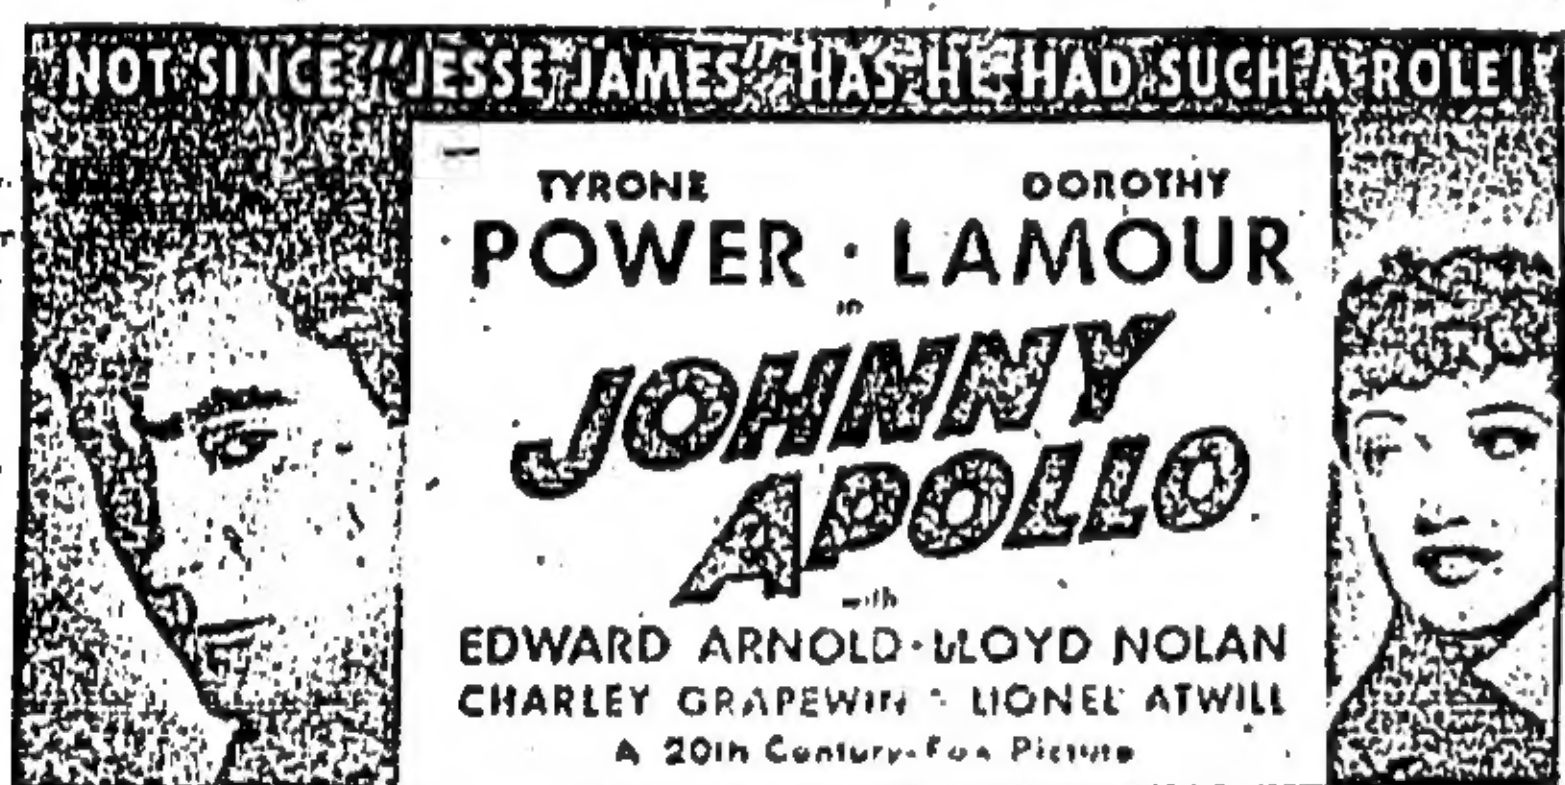 NOT SINCE "JESSE JAMES" HAS HE HAD SUCH A ROLE!
TYRONE DOROTHY
POWER · LAMOUR
in
JOHNNY
APOLLO
with
EDWARD ARNOLD · LLOYD NOLAN
CHARLEY GRAPEWIN · LIONEL ATWILL
A 20th Century-Fox Picture